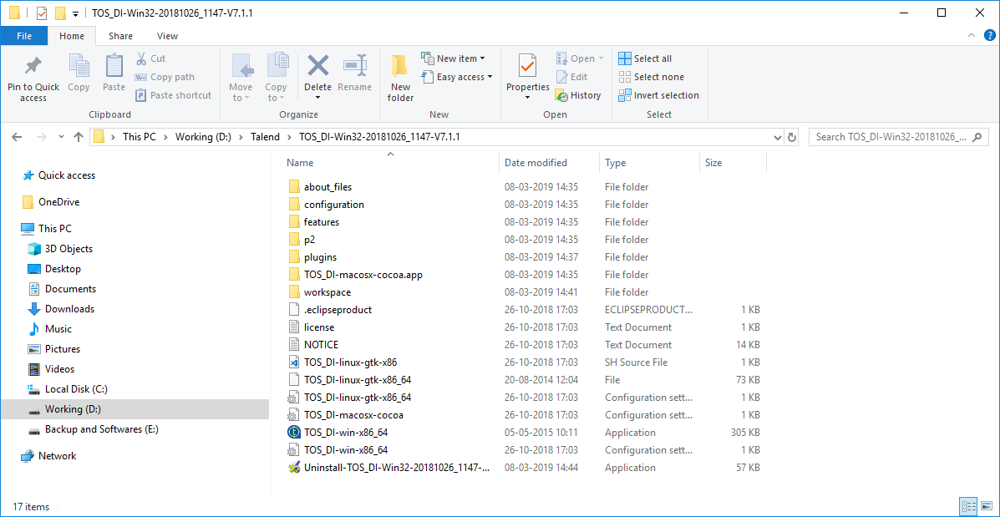 TOS_DI-Win32-20181026_1147-V7.1.1
File Home Share View
Pin to Quick access
Copy
Paste
Cut
Copy path
Paste shortcut
Clipboard
Move to
Copy to
Delete
Rename
Organize
New folder
New item
Easy access
New
Properties
Open
Edit
History
Open
Select all
Select none
Invert selection
Select
This PC > Working (D:) > Talend > TOS_DI-Win32-20181026_1147-V7.1.1
Search TOS_DI-Win32-20181026_...
Quick access
OneDrive
This PC
3D Objects
Desktop
Documents
Downloads
Music
Pictures
Videos
Local Disk (C:)
Working (D:)
Backup and Softwares (E:)
Network
Name Date modified Type Size
about_files 08-03-2019 14:35 File folder
configuration 08-03-2019 14:35 File folder
features 08-03-2019 14:35 File folder
p2 08-03-2019 14:35 File folder
plugins 08-03-2019 14:37 File folder
TOS_DI-macosx-cocoa.app 08-03-2019 14:35 File folder
workspace 08-03-2019 14:41 File folder
.eclipseproduct 26-10-2018 17:03 ECLIPSEPRODUCT... 1 KB
license 26-10-2018 17:03 Text Document 1 KB
NOTICE 26-10-2018 17:03 Text Document 14 KB
TOS_DI-linux-gtk-x86 26-10-2018 17:03 SH Source File 1 KB
TOS_DI-linux-gtk-x86_64 20-08-2014 12:04 File 73 KB
TOS_DI-linux-gtk-x86_64 26-10-2018 17:03 Configuration sett... 1 KB
TOS_DI-macosx-cocoa 26-10-2018 17:03 Configuration sett... 1 KB
TOS_DI-win-x86_64 05-05-2015 10:11 Application 305 KB
TOS_DI-win-x86_64 26-10-2018 17:03 Configuration sett... 1 KB
Uninstall-TOS_DI-Win32-20181026_1147-... 08-03-2019 14:44 Application 57 KB
17 items